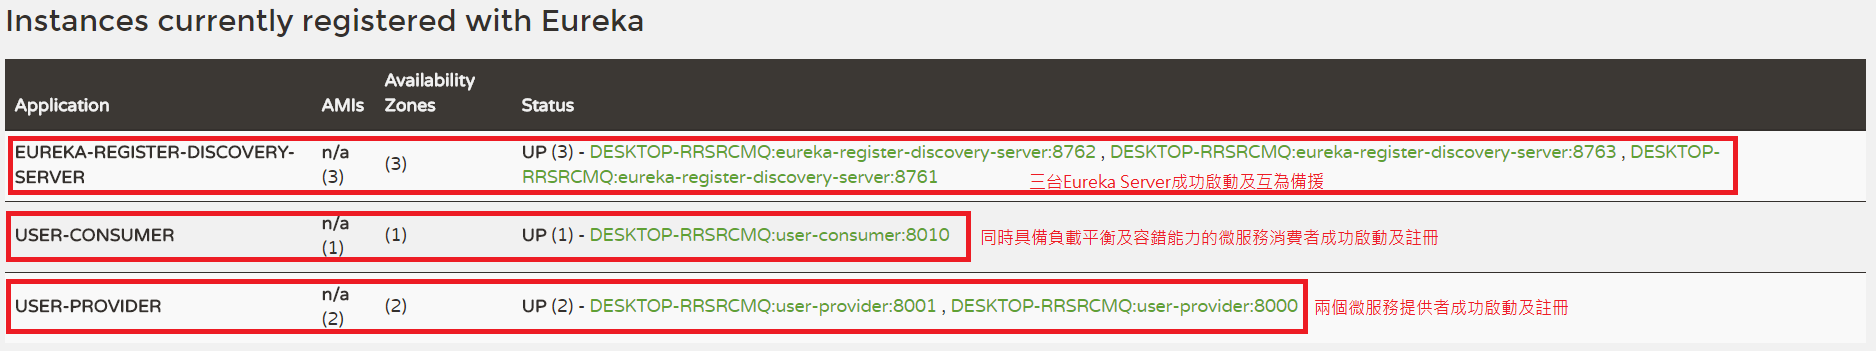 Instances currently registered with Eureka
Availability
Application AMIs Zones Status
EUREKA-REGISTER-DISCOVERY- n/a (3) UP (3) - DESKTOP-RRSRCMQ:eureka-register-discovery-server:8762 , DESKTOP-RRSRCMQ:eureka-register-discovery-server:8763 , DESKTOP-
SERVER (3) RRSRCMQ:eureka-register-discovery-server:8761 三台Eureka Server成功啟動及互為備援
n/a
USER-CONSUMER (1) UP (1) - DESKTOP-RRSRCMQ:user-consumer:8010 同時具備負載平衡及容錯能力的微服務消費者成功啟動及註冊
(1)
n/a
USER-PROVIDER (2) UP (2) - DESKTOP-RRSRCMQ:user-provider:8001 , DESKTOP-RRSRCMQ:user-provider:8000 兩個微服務提供者成功啟動及註冊
(2)